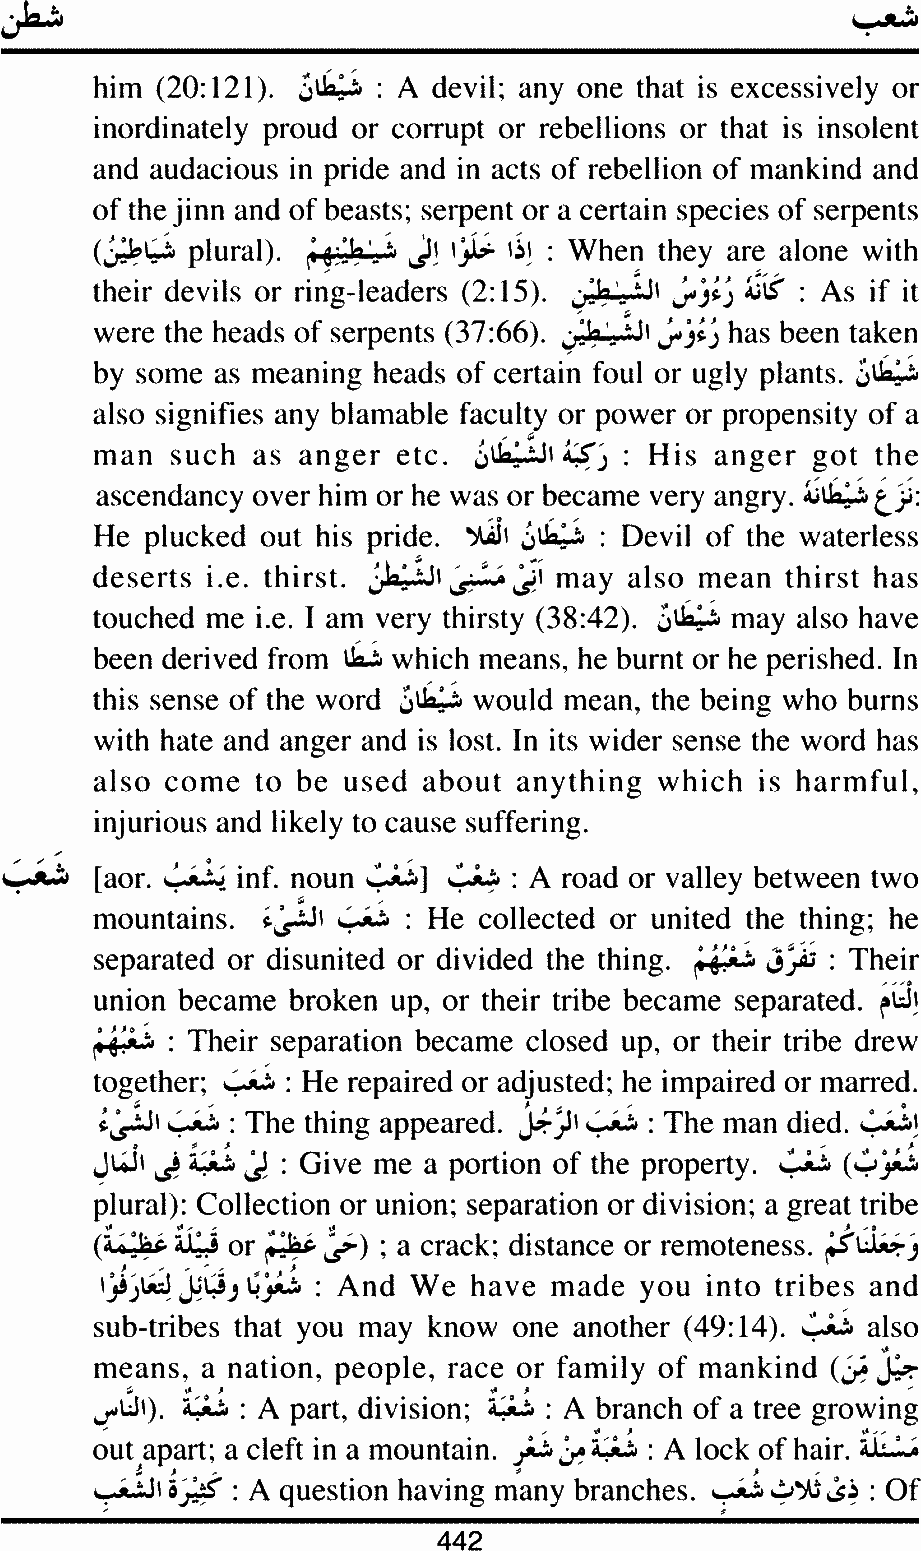 شطن شعب
him (20:121). شَيْطَانٌ : A devil; any one that is excessively or
inordinately proud or corrupt or rebellions or that is insolent
and audacious in pride and in acts of rebellion of mankind and
of the jinn and of beasts; serpent or a certain species of serpents
(شَيَاطِيْنُ plural). اِذَا خَلَوْا اِلٰى شَيٰطِيْنِهِمْ : When they are alone with
their devils or ring-leaders (2:15). كَاَنَّهٗ رُءُوْسُ الشَّيٰطِيْنِ : As if it
were the heads of serpents (37:66). رُءُوْسُ الشَّيٰطِيْنِ has been taken
by some as meaning heads of certain foul or ugly plants. شَيْطَانٌ
also signifies any blamable faculty or power or propensity of a
man such as anger etc. رَكِبَهُ الشَّيْطَانُ : His anger got the
ascendancy over him or he was or became very angry. نَزَعَ شَيْطَانَهٗ:
He plucked out his pride. شَيْطَانُ الْفَلا : Devil of the waterless
deserts i.e. thirst. اَنِّىْ مَسَّنِىَ الشَّيْطٰنُ may also mean thirst has
touched me i.e. I am very thirsty (38:42). شَيْطَانٌ may also have
been derived from شَطَا which means, he burnt or he perished. In
this sense of the word شَيْطَانٌ would mean, the being who burns
with hate and anger and is lost. In its wider sense the word has
also come to be used about anything which is harmful,
injurious and likely to cause suffering.
شَعَبَ [aor. يَشْعَبُ inf. noun شَعْبٌ] شِعْبٌ : A road or valley between two
mountains. شَعَبَ الشَّىْءَ : He collected or united the thing; he
separated or disunited or divided the thing. تَفَرَّقَ شَعْبُهُمْ : Their
union became broken up, or their tribe became separated. اِلْتَأَمَ
شَعْبُهُمْ : Their separation became closed up, or their tribe drew
together; شَعَبَ : He repaired or adjusted; he impaired or marred.
شَعَبَ الشَّىْءُ : The thing appeared. شَعَبَ الرَّجُلُ : The man died. اِشْعَبْ
لِىْ شُعْبَةً فِى الْمَالِ : Give me a portion of the property. شَعْبٌ (شُعُوْبٌ
plural): Collection or union; separation or division; a great tribe
(قَبِيْلَةٌ عَظِيْمَةٌ or حَىٌّ عَظِيْمٌ) ; a crack; distance or remoteness. وَجَعَلْنٰكُمْ
شُعُوْبًا وَّقَبَائِلَ لِتَعَارَفُوْا : And We have made you into tribes and
sub-tribes that you may know one another (49:14). شَعْبٌ also
means, a nation, people, race or family of mankind (جِيْلٌ مِّنَ
النَّاسِ). شُعْبَةٌ : A part, division; شُعْبَةٌ : A branch of a tree growing
out apart; a cleft in a mountain. شُعْبَةٌ مِنْ شَعْرٍ : A lock of hair. مَسْئَلَةٌ
كَثِيْرَةُ الشُّعَبِ : A question having many branches. ذِىْ ثَلاثِ شُعَبٍ : Of
442